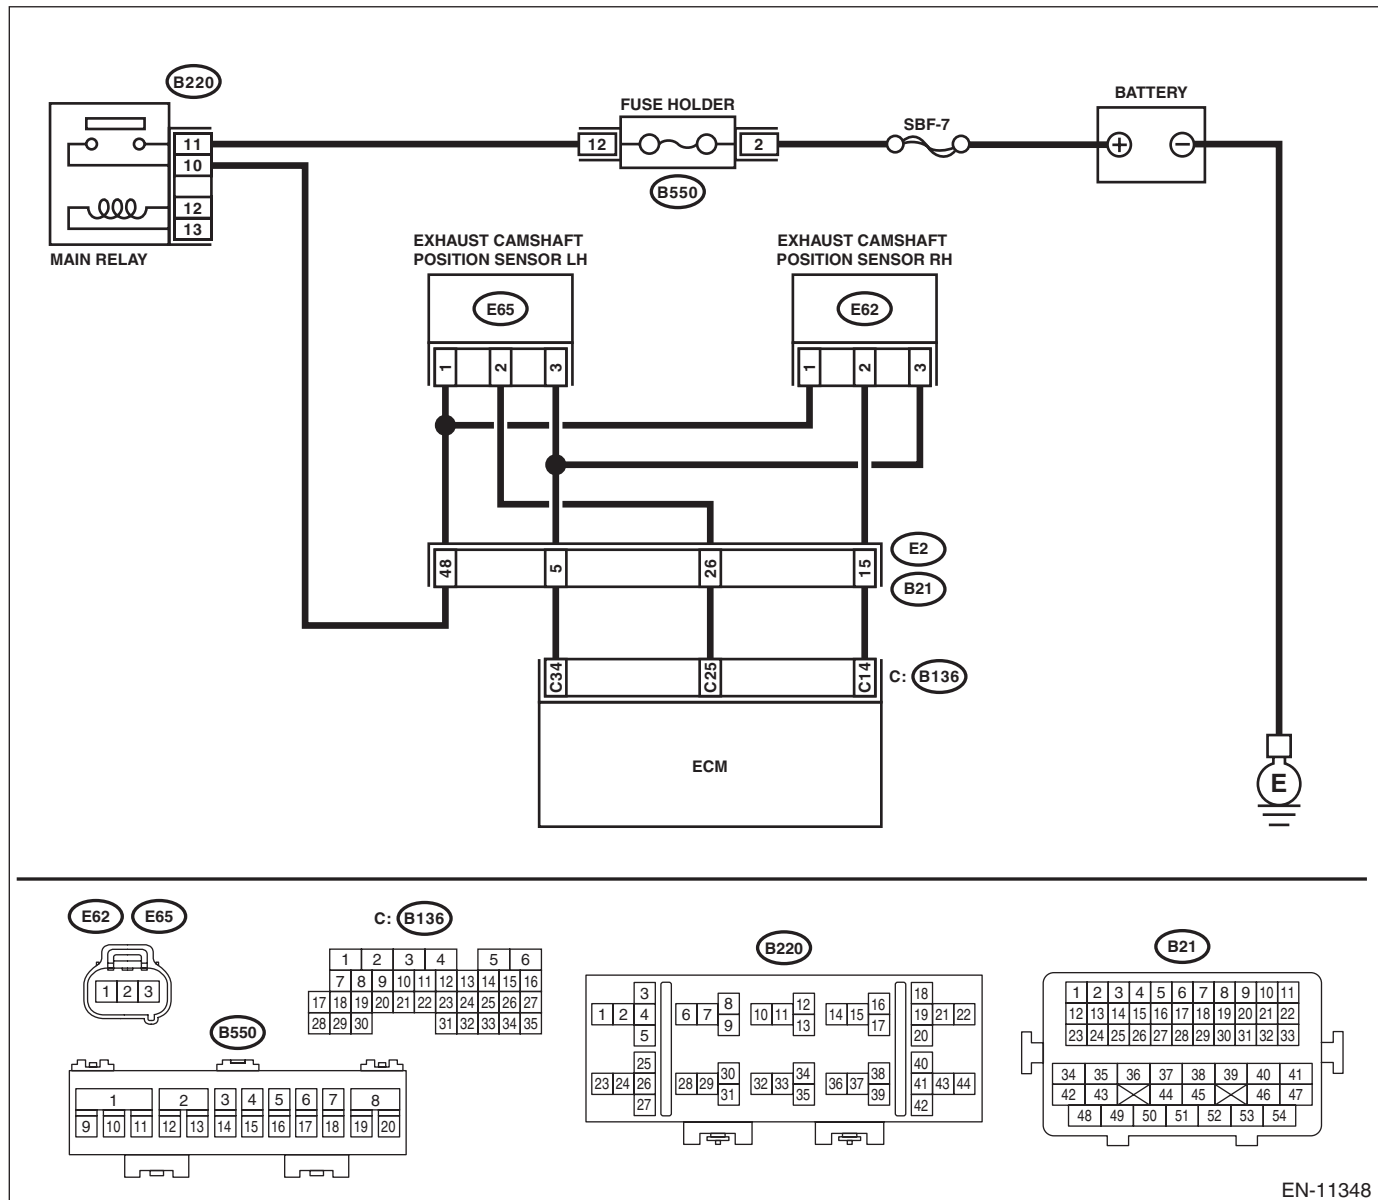 B220
BATTERY
FUSE HOLDER
SBF-7
11
12
2
+
−
10
B550
12
13
MAIN RELAY
EXHAUST CAMSHAFT
POSITION SENSOR LH
EXHAUST CAMSHAFT
POSITION SENSOR RH
E65
E62
1 2 3
1 2 3
E2
48 5 26 15
B21
C34 C25 C14
C: B136
ECM
E
E62 E65
C: B136
B220
B21
1 2 3
1 2 3 4 5 6
7 8 9 10 11 12 13 14 15 16
17 18 19 20 21 22 23 24 25 26 27
28 29 30 31 32 33 34 35
B550
1 2 3 4 5 6 7 8
9 10 11 12 13 14 15 16 17 18 19 20
3 8 12 16 18
1 2 4 6 7 10 11 14 15 19 21 22
5 9 13 17 20
25 30 34 38 40
23 24 26 28 29 32 33 36 37 41 43 44
27 31 35 39 42
1 2 3 4 5 6 7 8 9 10 11
12 13 14 15 16 17 18 19 20 21 22
23 24 25 26 27 28 29 30 31 32 33
34 35 36 37 38 39 40 41
42 43 44 45 46 47
48 49 50 51 52 53 54
EN-11348